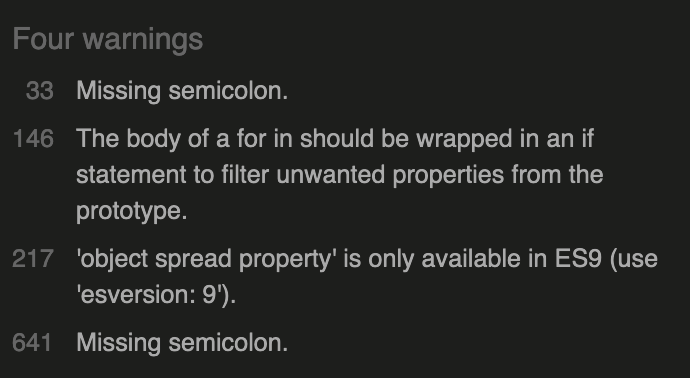 Four warnings
33 Missing semicolon.
146 The body of a for in should be wrapped in an if
statement to filter unwanted properties from the
prototype.
217 'object spread property' is only available in ES9 (use
'esversion: 9').
641 Missing semicolon.